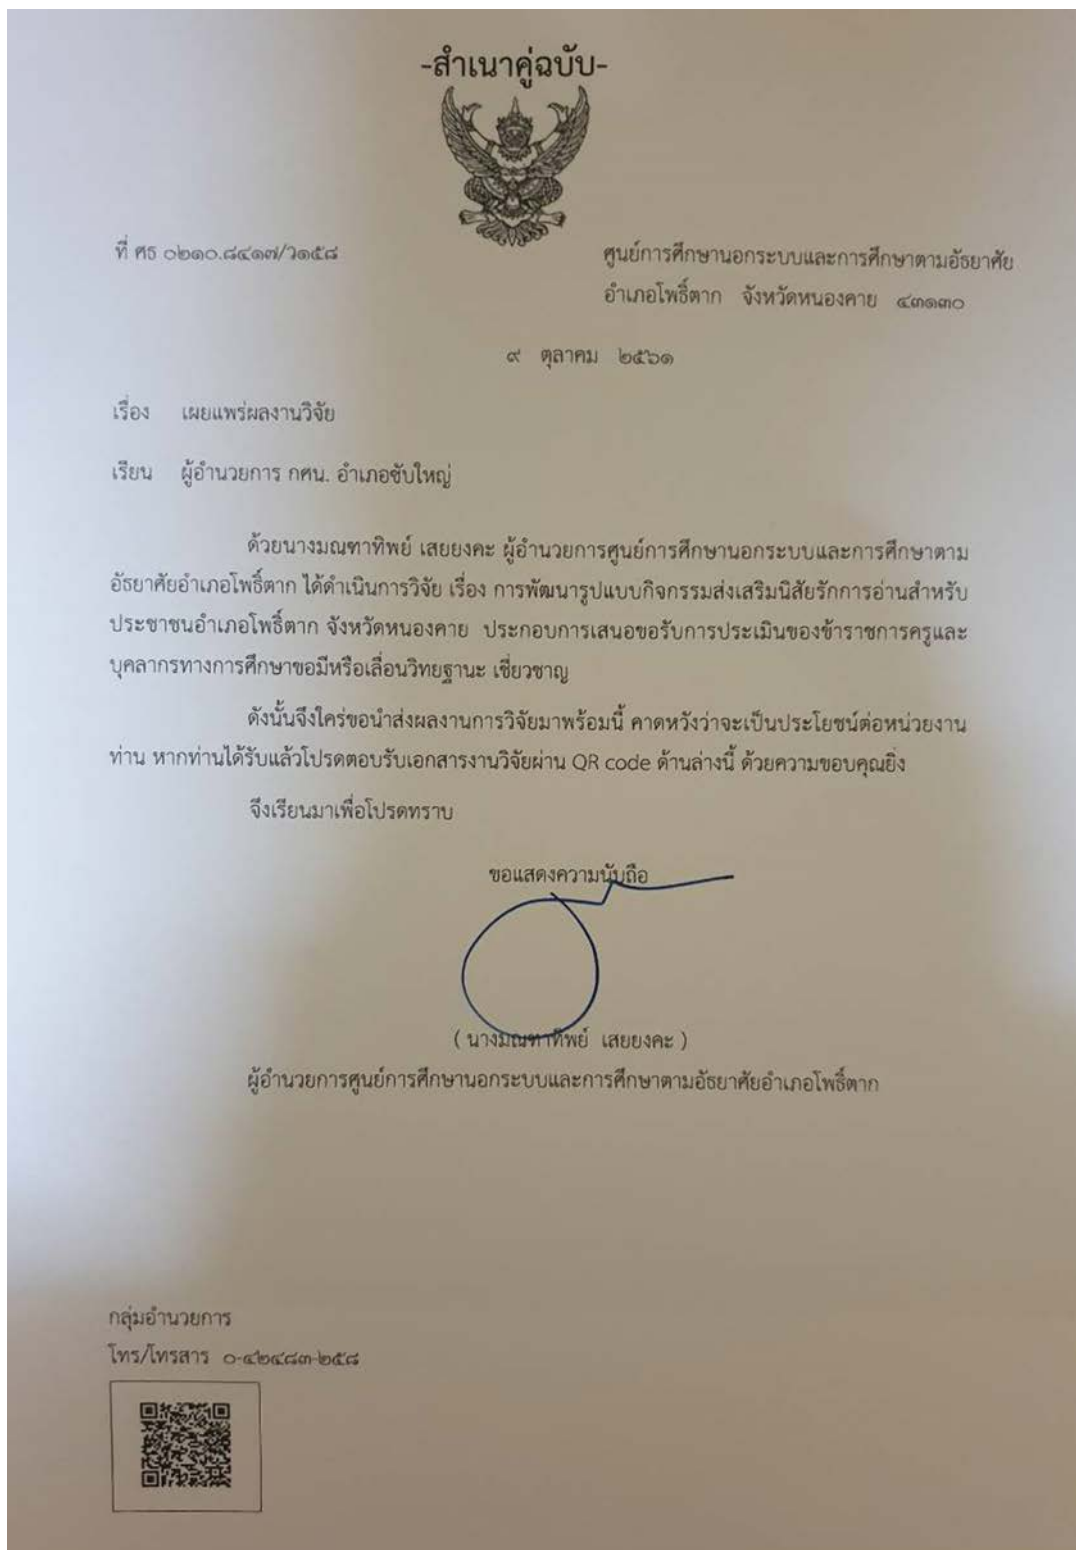 -สำเนาคู่ฉบับ-
ที่ ศธ ๐๒๑๐.๘๔๑๗/ว๑๕๘
ศูนย์การศึกษานอกระบบและการศึกษาตามอัธยาศัย
อำเภอโพธิ์ตาก จังหวัดหนองคาย ๔๓๑๓๐
๙ ตุลาคม ๒๕๖๑
เรื่อง เผยแพร่ผลงานวิจัย
เรียน ผู้อำนวยการ กศน. อำเภอซับใหญ่
ด้วยนางมณฑาทิพย์ เสยยงคะ ผู้อำนวยการศูนย์การศึกษานอกระบบและการศึกษาตาม
อัธยาศัยอำเภอโพธิ์ตาก ได้ดำเนินการวิจัย เรื่อง การพัฒนารูปแบบกิจกรรมส่งเสริมนิสัยรักการอ่านสำหรับ
ประชาชนอำเภอโพธิ์ตาก จังหวัดหนองคาย ประกอบการเสนอขอรับการประเมินของข้าราชการครูและ
บุคลากรทางการศึกษาขอมีหรือเลื่อนวิทยฐานะ เชี่ยวชาญ
ดังนั้นจึงใคร่ขอนำส่งผลงานการวิจัยมาพร้อมนี้ คาดหวังว่าจะเป็นประโยชน์ต่อหน่วยงาน
ท่าน หากท่านได้รับแล้วโปรดตอบรับเอกสารงานวิจัยผ่าน QR code ด้านล่างนี้ ด้วยความขอบคุณยิ่ง
จึงเรียนมาเพื่อโปรดทราบ
ขอแสดงความนับถือ
( นางมณฑาทิพย์ เสยยงคะ )
ผู้อำนวยการศูนย์การศึกษานอกระบบและการศึกษาตามอัธยาศัยอำเภอโพธิ์ตาก
กลุ่มอำนวยการ
โทร/โทรสาร ๐-๔๒๔๘๓-๒๕๘